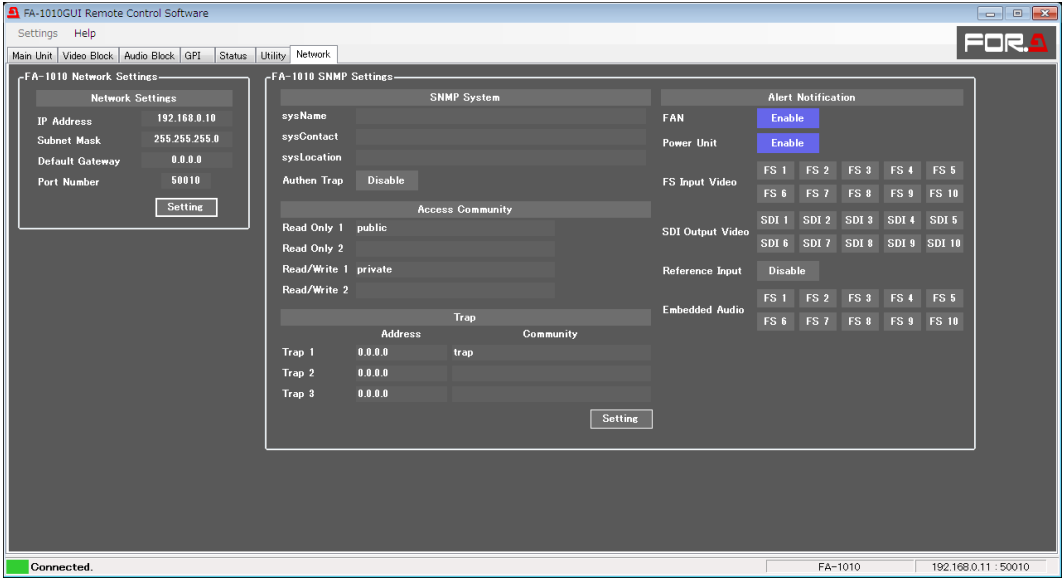 FA-1010GUI Remote Control Software
Settings Help
FOR.A
Main Unit Video Block Audio Block GPI Status Utility Network
FA-1010 Network Settings
Network Settings
IP Address 192.168.0.10
Subnet Mask 255.255.255.0
Default Gateway 0.0.0.0
Port Number 50010
Setting
FA-1010 SNMP Settings
SNMP System
sysName
sysContact
sysLocation
Authen Trap Disable
Access Community
Read Only 1 public
Read Only 2
Read/Write 1 private
Read/Write 2
Trap
Address Community
Trap 1 0.0.0.0 trap
Trap 2 0.0.0.0
Trap 3 0.0.0.0
Setting
Alert Notification
FAN Enable
Power Unit Enable
FS Input Video
FS 1 FS 2 FS 3 FS 4 FS 5
FS 6 FS 7 FS 8 FS 9 FS 10
SDI Output Video
SDI 1 SDI 2 SDI 3 SDI 4 SDI 5
SDI 6 SDI 7 SDI 8 SDI 9 SDI 10
Reference Input Disable
Embedded Audio
FS 1 FS 2 FS 3 FS 4 FS 5
FS 6 FS 7 FS 8 FS 9 FS 10
Connected. FA-1010 192.168.0.11 : 50010